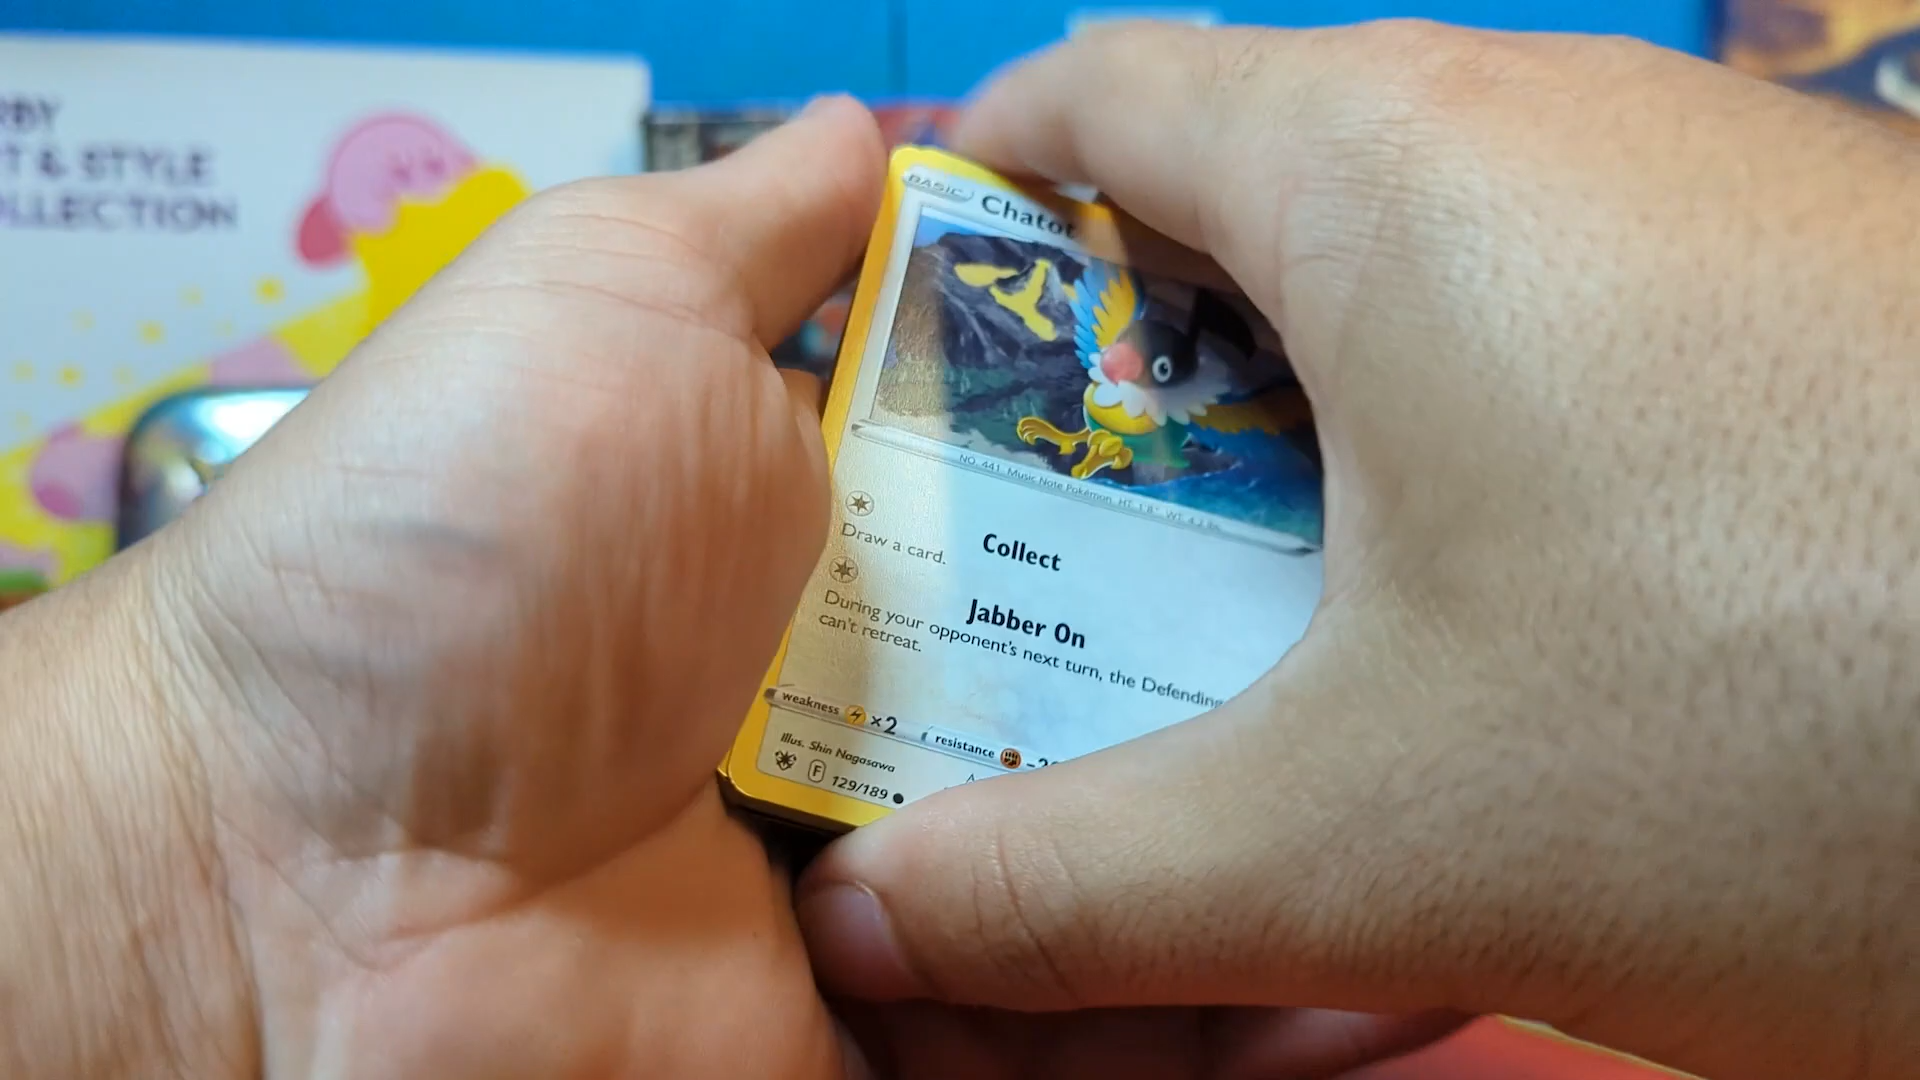 RBY
T & STYLE
OLLECTION
BASIC
Chatot
NO. 441 Music Note Pokémon HT. 1'8" WT. 4.2 lbs.
Collect
Draw a card.
Jabber On
During your opponent's next turn, the Defending
can't retreat.
weakness ×2
resistance
Illus. Shin Nagasawa
F 129/189